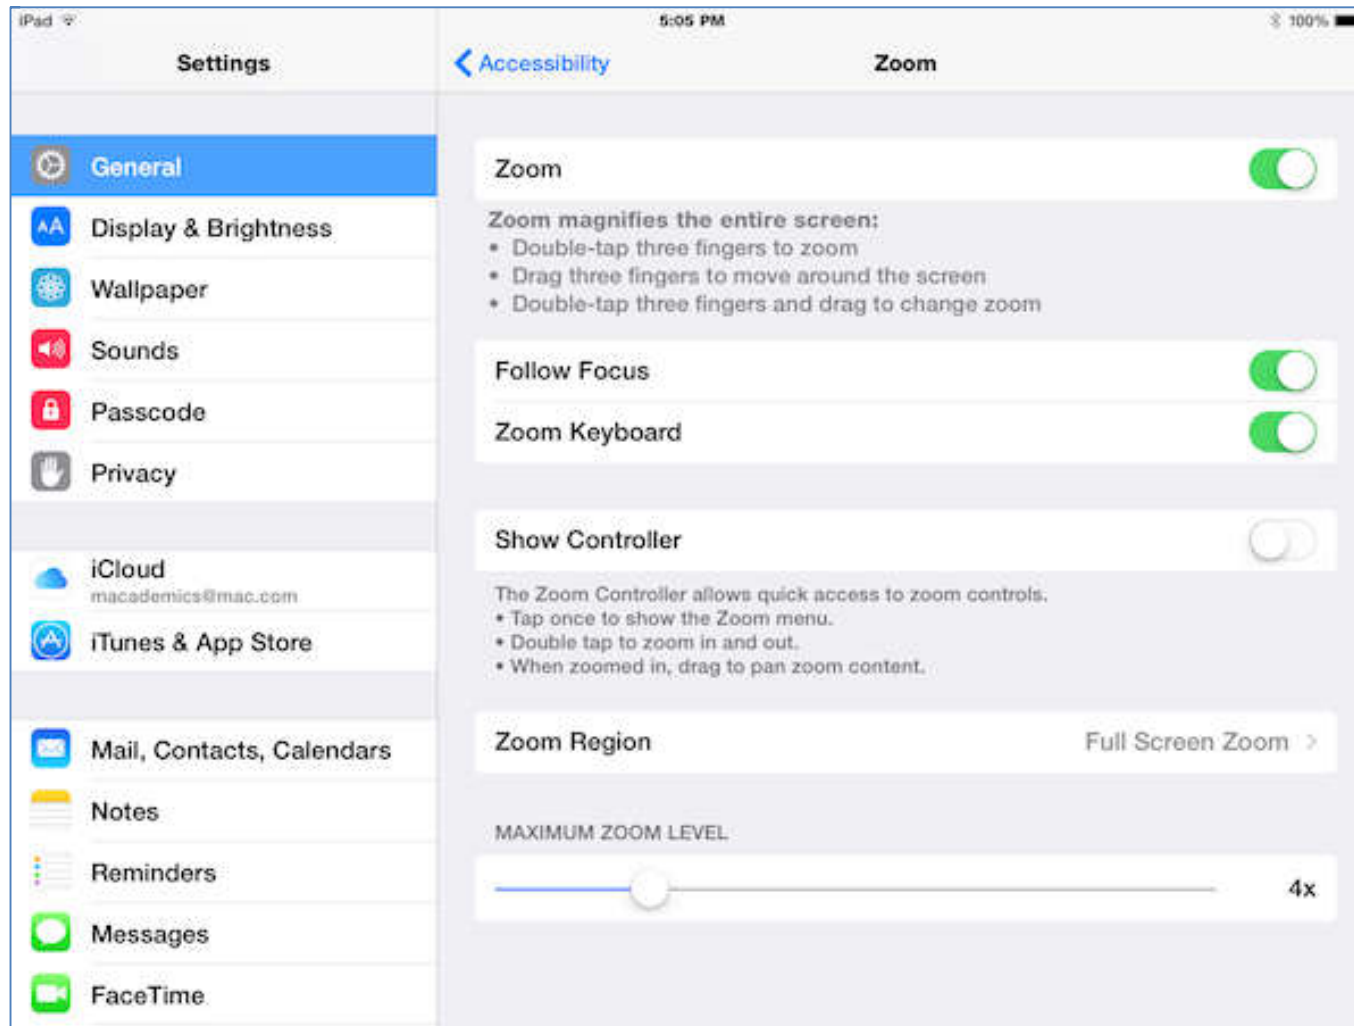 iPad 5:05 PM 100%
Settings
General
AA Display & Brightness
Wallpaper
Sounds
Passcode
Privacy
iCloud
macademics@mac.com
iTunes & App Store
Mail, Contacts, Calendars
Notes
Reminders
Messages
FaceTime
Accessibility Zoom
Zoom
Zoom magnifies the entire screen:
• Double-tap three fingers to zoom
• Drag three fingers to move around the screen
• Double-tap three fingers and drag to change zoom
Follow Focus
Zoom Keyboard
Show Controller
The Zoom Controller allows quick access to zoom controls.
• Tap once to show the Zoom menu.
• Double tap to zoom in and out.
• When zoomed in, drag to pan zoom content.
Zoom Region Full Screen Zoom
MAXIMUM ZOOM LEVEL
4x